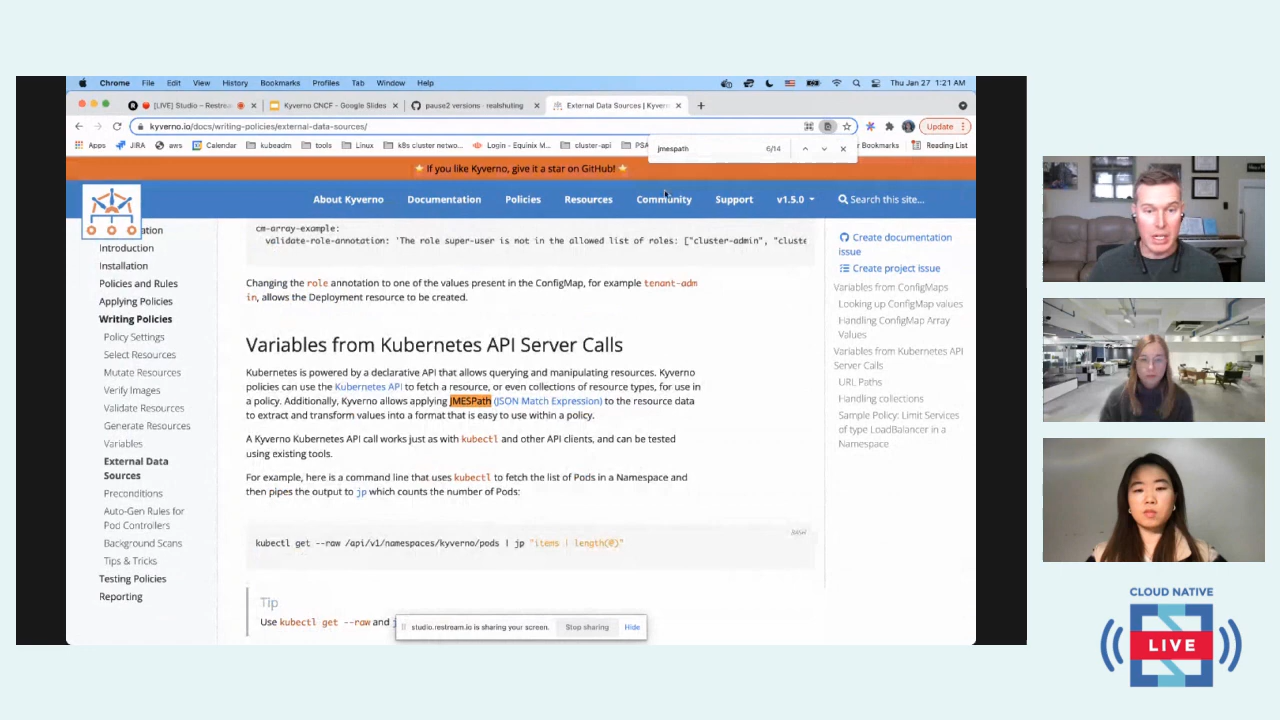 Chrome File Edit View History Bookmarks Profiles Tab Window Help Thu Jan 27 1:21 AM
[LIVE] Studio – Restrea
Kyverno CNCF - Google Slides
pause2 versions · realshuting
External Data Sources | Kyvern
kyverno.io/docs/writing-policies/external-data-sources/
Update
Apps JIRA aws Calendar kubeadm tools Linux k8s cluster netwo... Login - Equinix M... cluster-api PSA
jmespath 6/14
Bookmarks Reading List
If you like Kyverno, give it a star on GitHub!
About Kyverno Documentation Policies Resources Community Support v1.5.0 Search this site...
Introduction
Installation
Policies and Rules
Applying Policies
Writing Policies
Policy Settings
Select Resources
Mutate Resources
Verify Images
Validate Resources
Generate Resources
Variables
External Data
Sources
Preconditions
Auto-Gen Rules for
Pod Controllers
Background Scans
Tips & Tricks
Testing Policies
Reporting
cm-array-example:
validate-role-annotation: 'The role super-user is not in the allowed list of roles: ["cluster-admin", "cluste
Changing the role annotation to one of the values present in the ConfigMap, for example tenant-adm
in, allows the Deployment resource to be created.
Variables from Kubernetes API Server Calls
Kubernetes is powered by a declarative API that allows querying and manipulating resources. Kyverno
policies can use the Kubernetes API to fetch a resource, or even collections of resource types, for use in
a policy. Additionally, Kyverno allows applying JMESPath (JSON Match Expression) to the resource data
to extract and transform values into a format that is easy to use within a policy.
A Kyverno Kubernetes API call works just as with kubectl and other API clients, and can be tested
using existing tools.
For example, here is a command line that uses kubectl to fetch the list of Pods in a Namespace and
then pipes the output to jp which counts the number of Pods:
kubectl get --raw /api/v1/namespaces/kyverno/pods | jp "items | length(@)"
Tip
Use kubectl get --raw and
Create documentation
issue
Create project issue
Variables from ConfigMaps
Looking up ConfigMap values
Handling ConfigMap Array
Values
Variables from Kubernetes API
Server Calls
URL Paths
Handling collections
Sample Policy: Limit Services
of type LoadBalancer in a
Namespace
studio.restream.io is sharing your screen. Stop sharing Hide
CLOUD NATIVE
LIVE